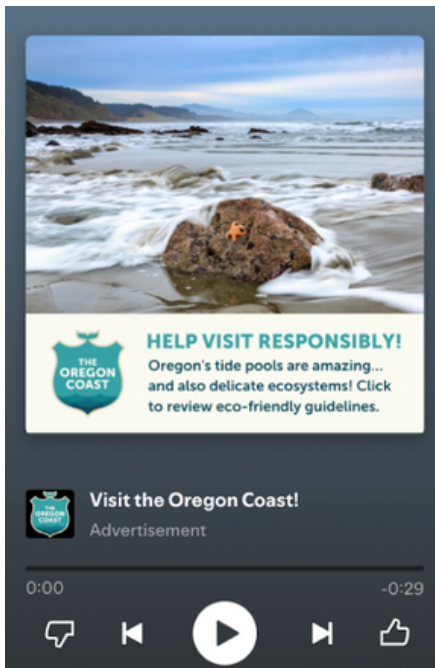 THE
OREGON
COAST
HELP VISIT RESPONSIBLY!
Oregon's tide pools are amazing...
and also delicate ecosystems! Click
to review eco-friendly guidelines.
THE
OREGON
COAST
Visit the Oregon Coast!
Advertisement
0:00
-0:29